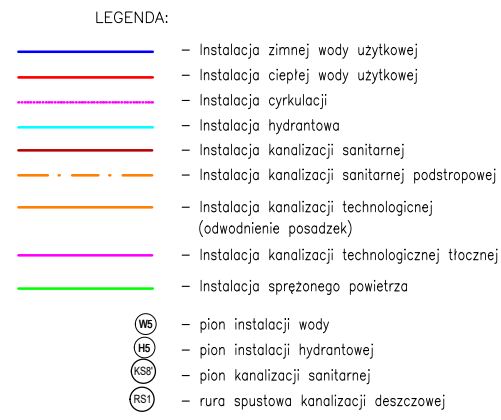 LEGENDA:
– Instalacja zimnej wody użytkowej
– Instalacja ciepłej wody użytkowej
– Instalacja cyrkulacji
– Instalacja hydrantowa
– Instalacja kanalizacji sanitarnej
– Instalacja kanalizacji sanitarnej podstropowej
– Instalacja kanalizacji technologicnej
(odwodnienie posadzek)
– Instalacja kanalizacji technologicznej tłocznej
– Instalacja sprężonego powietrza
W5 – pion instalacji wody
H5 – pion instalacji hydrantowej
KS8' – pion kanalizacji sanitarnej
RS1 – rura spustowa kanalizacji deszczowej